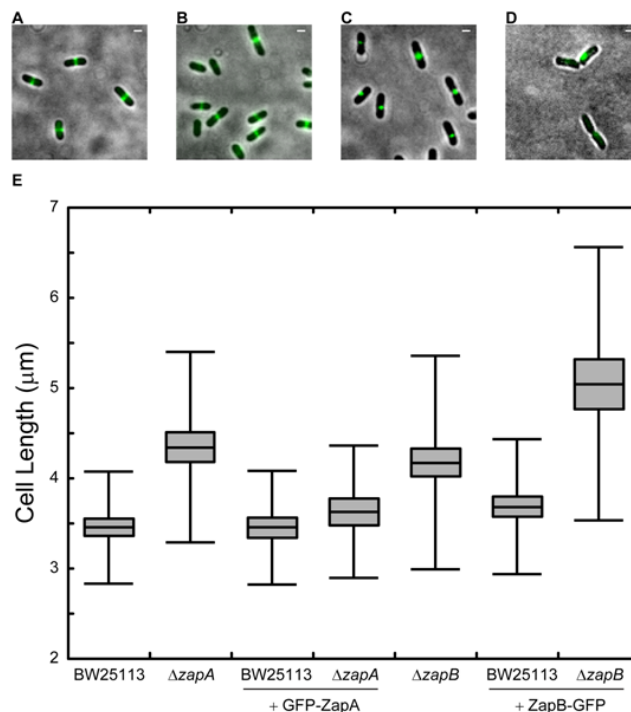 A B C D
E
7
6
5
4
3
2
Cell Length (μm)
BW25113 ΔzapA BW25113 ΔzapA ΔzapB BW25113 ΔzapB
+ GFP-ZapA + ZapB-GFP